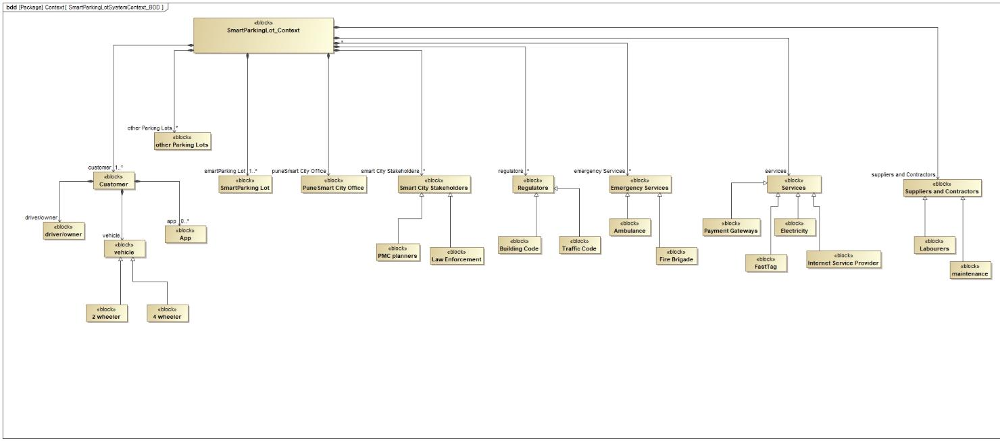 bdd [Package] Context [ SmartParkingLotSystemContext_BDD ]
«block»
SmartParkingLot_Context
*
other Parking Lots *
«block»
other Parking Lots
customer 1..*
«block»
Customer
smartParking Lot 1..*
«block»
SmartParking Lot
puneSmart City Office
«block»
PuneSmart City Office
smart City Stakeholders *
«block»
Smart City Stakeholders
regulators *
«block»
Regulators
emergency Services *
«block»
Emergency Services
services
«block»
Services
suppliers and Contractors
«block»
Suppliers and Contractors
driver/owner
«block»
driver/owner
vehicle
«block»
vehicle
app 0..*
«block»
App
«block»
2 wheeler
«block»
4 wheeler
«block»
PMC planners
«block»
Law Enforcement
«block»
Building Code
«block»
Traffic Code
«block»
Ambulance
«block»
Fire Brigade
«block»
Payment Gateways
«block»
Electricity
«block»
FastTag
«block»
Internet Service Provider
«block»
Labourers
«block»
maintenance